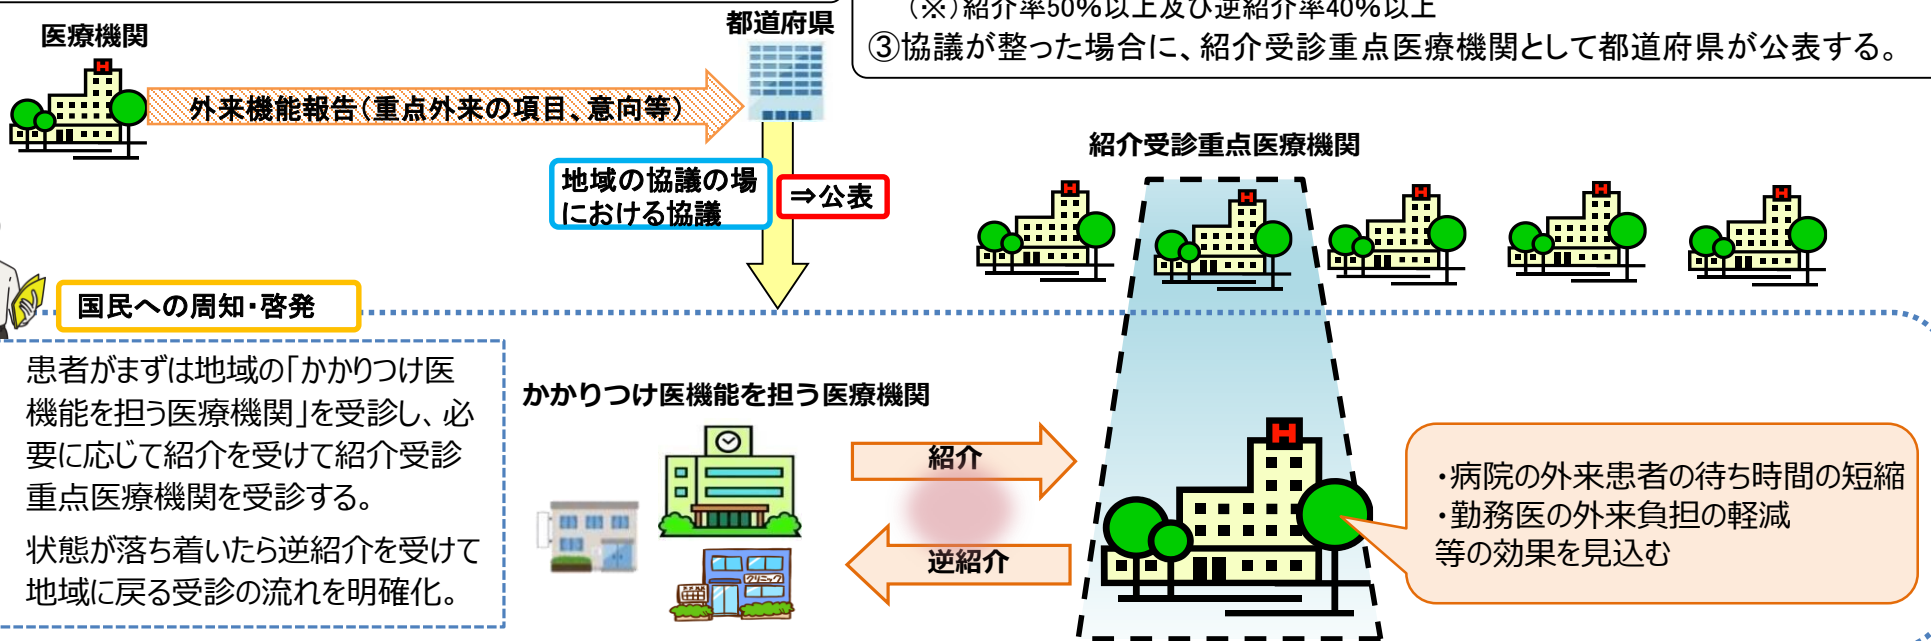 (※)紹介率50%以上及び逆紹介率40%以上
③協議が整った場合に、紹介受診重点医療機関として都道府県が公表する。
医療機関
都道府県
外来機能報告(重点外来の項目、意向等)
地域の協議の場
における協議
⇒公表
紹介受診重点医療機関
国民への周知・啓発
患者がまずは地域の「かかりつけ医
機能を担う医療機関」を受診し、必
要に応じて紹介を受けて紹介受診
重点医療機関を受診する。
状態が落ち着いたら逆紹介を受けて
地域に戻る受診の流れを明確化。
かかりつけ医機能を担う医療機関
クリニック
紹介
逆紹介
・病院の外来患者の待ち時間の短縮
・勤務医の外来負担の軽減
等の効果を見込む